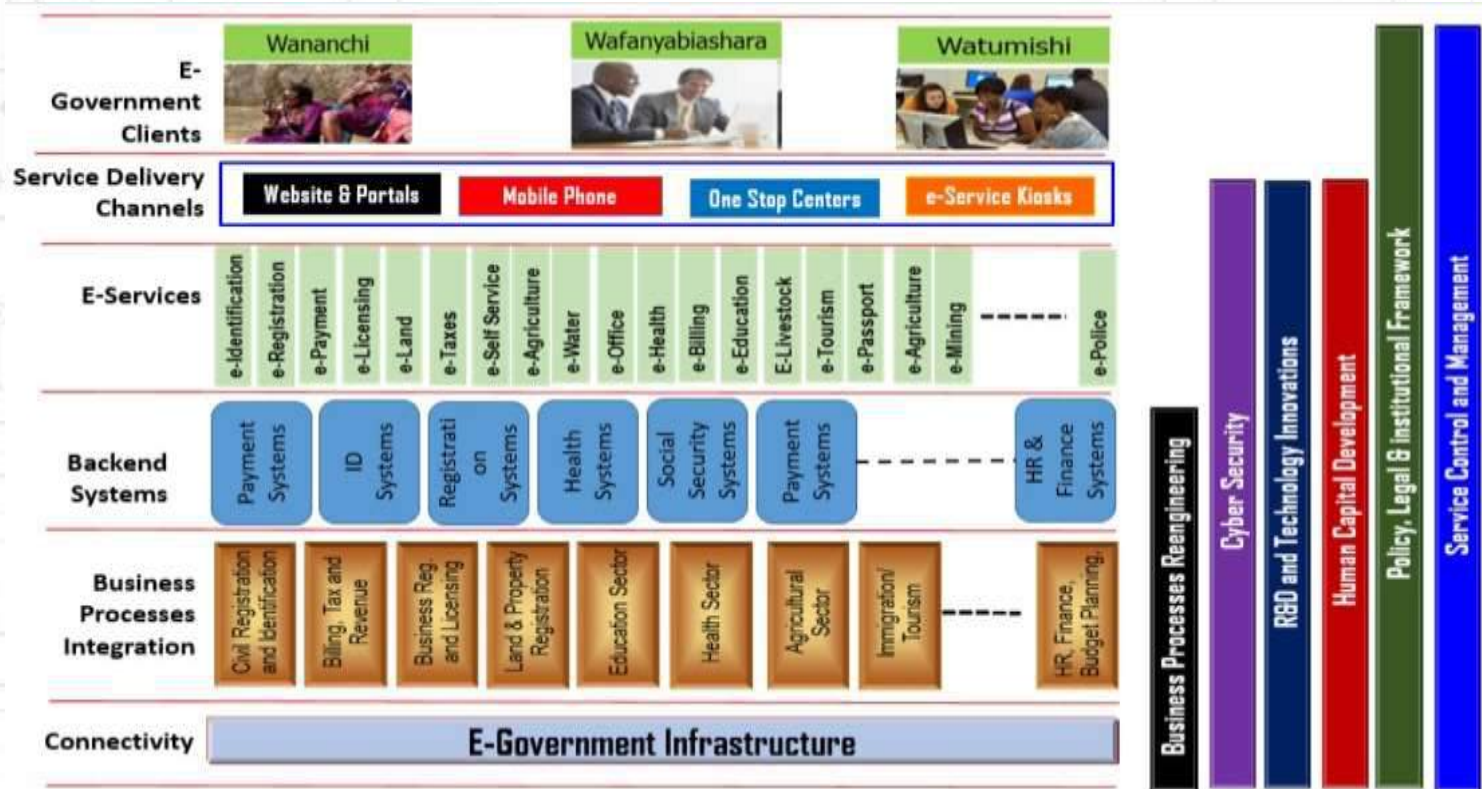 E-
Government
Clients
Wananchi
Wafanyabiashara
Watumishi
Service Delivery
Channels
Website & Portals
Mobile Phone
One Stop Centers
e-Service Kiosks
E-Services
e-Identification
e-Registration
e-Payment
e-Licensing
e-Land
e-Taxes
e-Self Service
e-Agriculture
e-Water
e-Office
e-Health
e-Billing
e-Education
E-Livestock
e-Tourism
e-Passport
e-Agriculture
e-Mining
e-Police
Backend
Systems
Payment
Systems
ID
Systems
Registrati
on
Systems
Health
Systems
Social
Security
Systems
Payment
Systems
HR &
Finance
Systems
Business
Processes
Integration
Civil Registration
and Identification
Billing, Tax and
Revenue
Business Reg.
and Licensing
Land & Property
Registration
Education Sector
Health Sector
Agricultural
Sector
Immigration/
Tourism
HR, Finance,
Budget Planning,
Connectivity
E-Government Infrastructure
Business Processes Reengineering
Cyber Security
R&D and Technology Innovations
Human Capital Development
Policy, Legal & institutional Framework
Service Control and Management